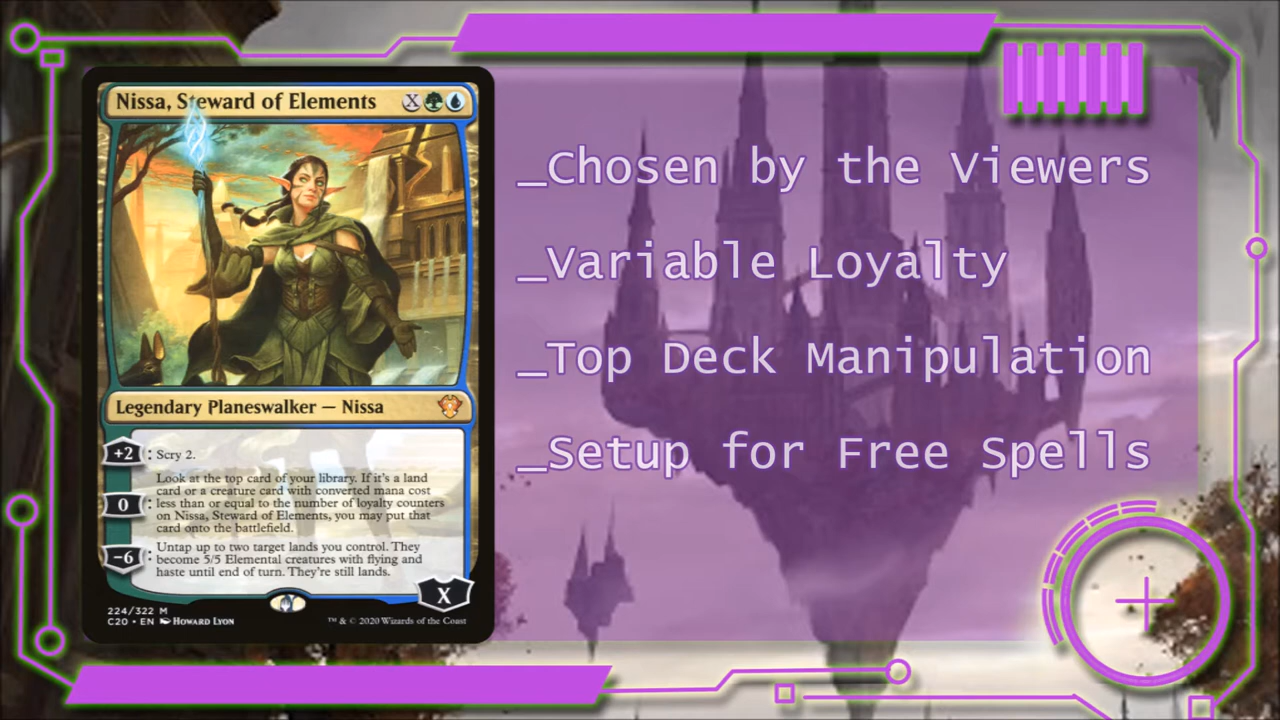 Nissa, Steward of Elements X
_Chosen by the Viewers
_Variable Loyalty
_Top Deck Manipulation
_Setup for Free Spells
Legendary Planeswalker — Nissa
+2 : Scry 2.
Look at the top card of your library. If it's a land
card or a creature card with converted mana cost
0 : less than or equal to the number of loyalty counters
on Nissa, Steward of Elements, you may put that
card onto the battlefield.
−6 : Untap up to two target lands you control. They
become 5/5 Elemental creatures with flying and
haste until end of turn. They're still lands.
X
224/322 M
C20 • EN Howard Lyon
™ & © 2020 Wizards of the Coast